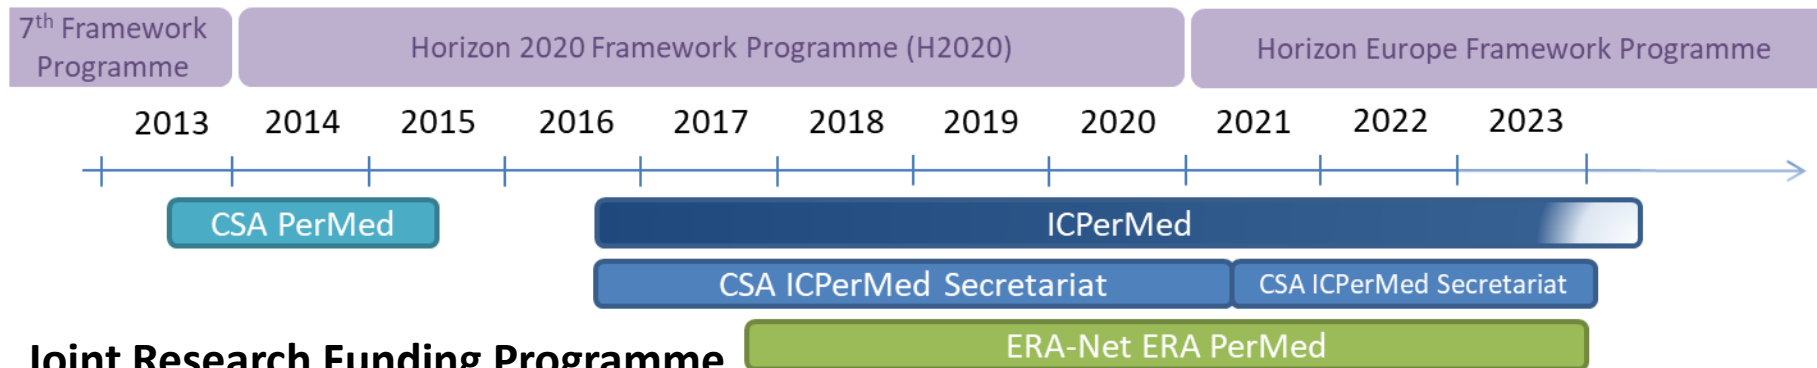 7th Framework
Programme
Horizon 2020 Framework Programme (H2020)
Horizon Europe Framework Programme
2013 2014 2015 2016 2017 2018 2019 2020 2021 2022 2023
CSA PerMed
ICPerMed
CSA ICPerMed Secretariat
CSA ICPerMed Secretariat
ERA-Net ERA PerMed
Joint Research Funding Programme